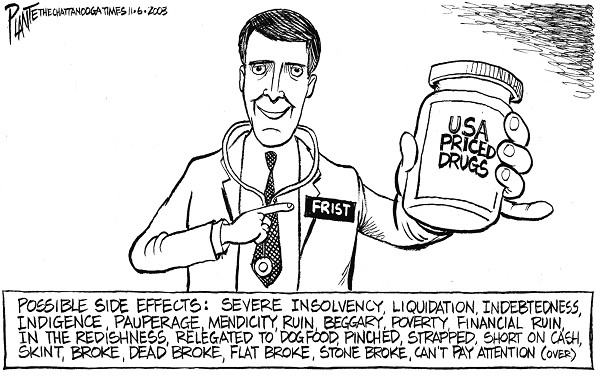 PLANTE THE CHATTANOOGA TIMES 11·6·2003
USA
PRICED
DRUGS
FRIST
POSSIBLE SIDE EFFECTS: SEVERE INSOLVENCY, LIQUIDATION, INDEBTEDNESS,
INDIGENCE, PAUPERAGE, MENDICITY, RUIN, BEGGARY, POVERTY, FINANCIAL RUIN,
IN THE REDISHNESS, RELEGATED TO DOGFOOD, PINCHED, STRAPPED, SHORT ON CASH,
SKINT, BROKE, DEAD BROKE, FLAT BROKE, STONE BROKE, CAN'T PAY ATTENTION (OVER)